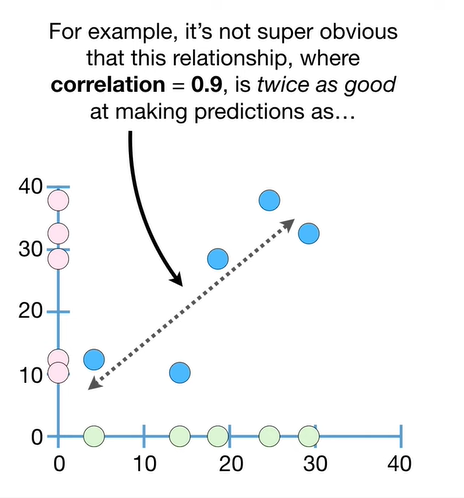 For example, it's not super obvious
that this relationship, where
correlation = 0.9, is twice as good
at making predictions as…
40
30
20
10
0
0 10 20 30 40